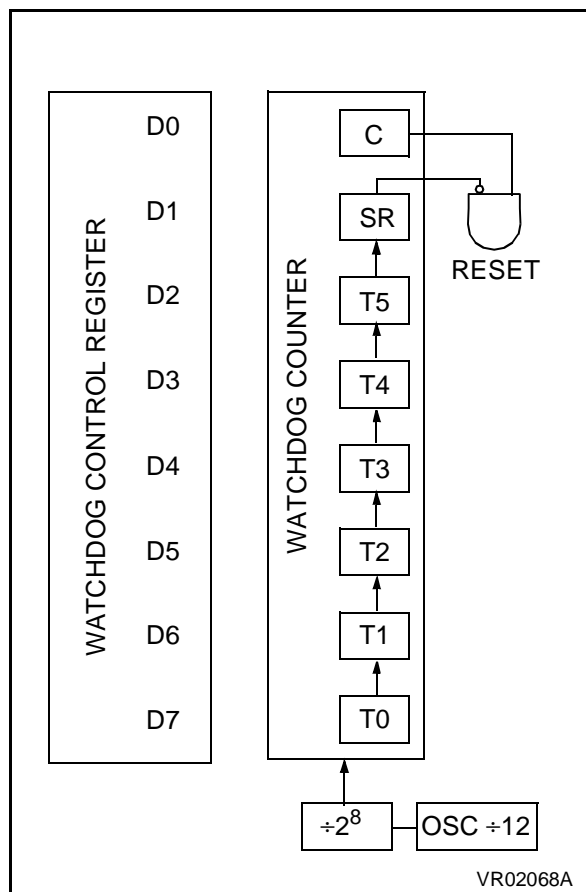 WATCHDOG CONTROL REGISTER
D0
D1
D2
D3
D4
D5
D6
D7
WATCHDOG COUNTER
C
SR
T5
T4
T3
T2
T1
T0
RESET
÷2⁸
OSC ÷12
VR02068A